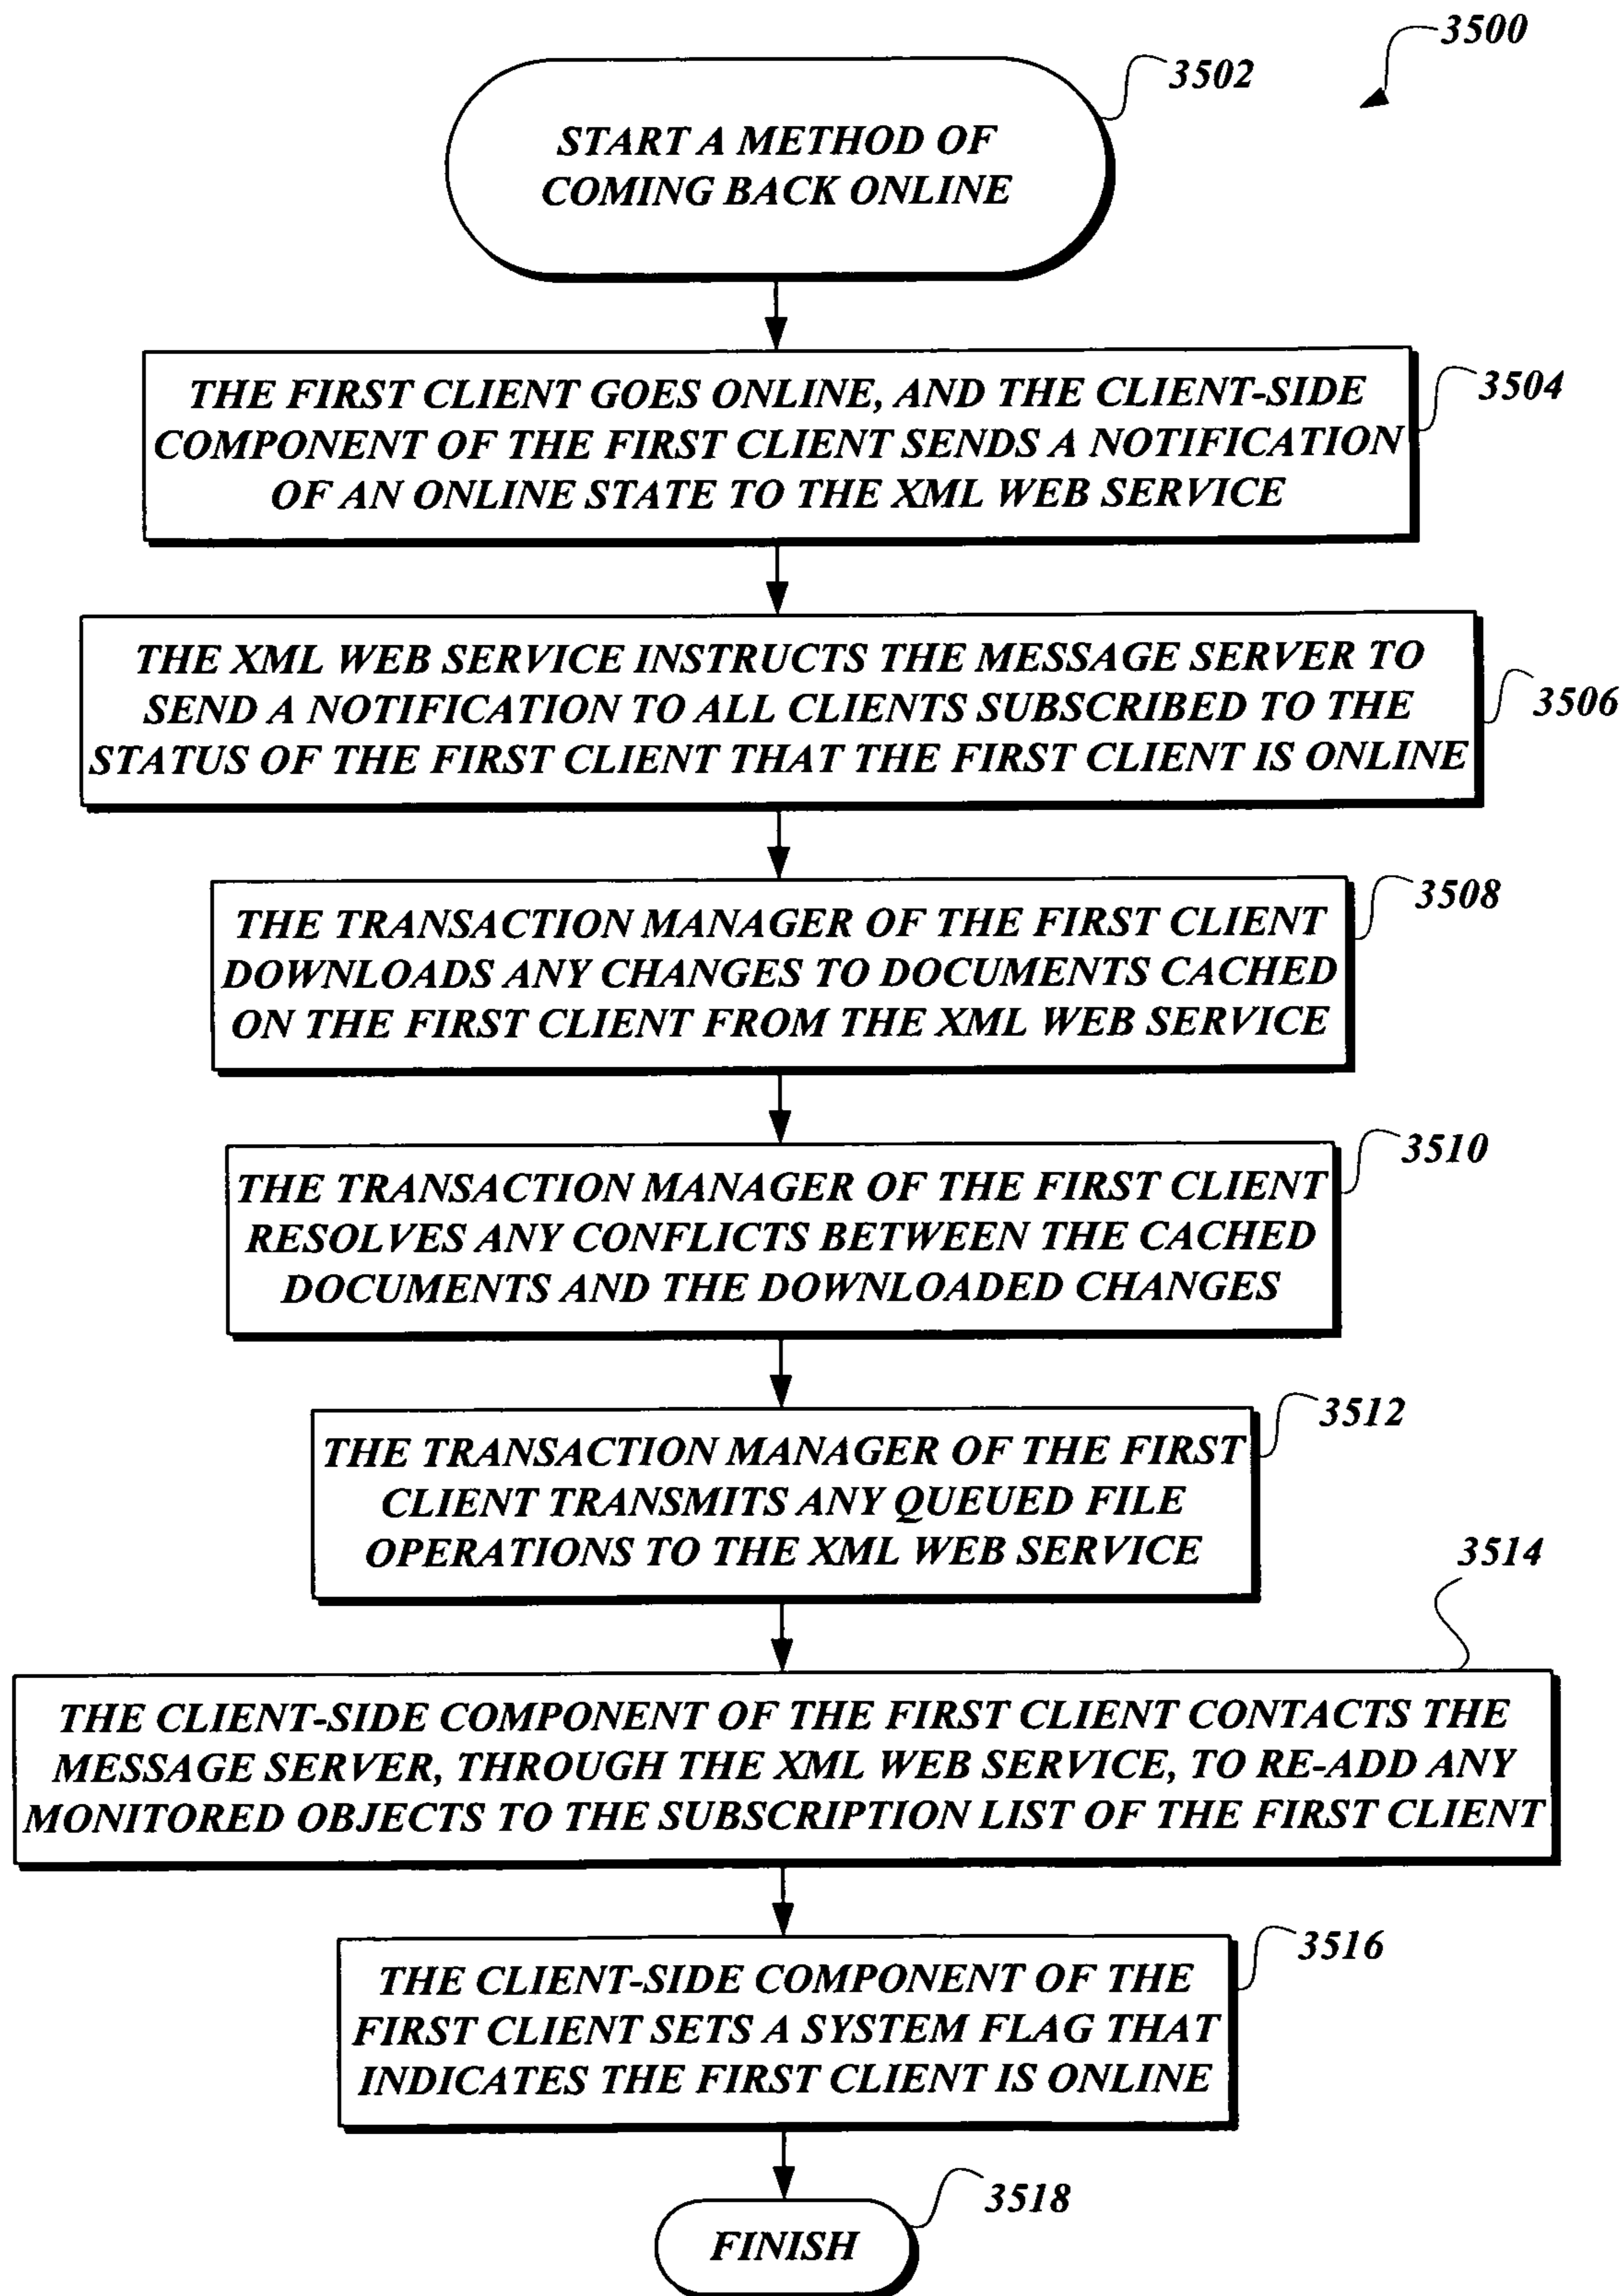 3500
3502
START A METHOD OF
COMING BACK ONLINE
3504
THE FIRST CLIENT GOES ONLINE, AND THE CLIENT-SIDE
COMPONENT OF THE FIRST CLIENT SENDS A NOTIFICATION
OF AN ONLINE STATE TO THE XML WEB SERVICE
3506
THE XML WEB SERVICE INSTRUCTS THE MESSAGE SERVER TO
SEND A NOTIFICATION TO ALL CLIENTS SUBSCRIBED TO THE
STATUS OF THE FIRST CLIENT THAT THE FIRST CLIENT IS ONLINE
3508
THE TRANSACTION MANAGER OF THE FIRST CLIENT
DOWNLOADS ANY CHANGES TO DOCUMENTS CACHED
ON THE FIRST CLIENT FROM THE XML WEB SERVICE
3510
THE TRANSACTION MANAGER OF THE FIRST CLIENT
RESOLVES ANY CONFLICTS BETWEEN THE CACHED
DOCUMENTS AND THE DOWNLOADED CHANGES
3512
THE TRANSACTION MANAGER OF THE FIRST
CLIENT TRANSMITS ANY QUEUED FILE
OPERATIONS TO THE XML WEB SERVICE
3514
THE CLIENT-SIDE COMPONENT OF THE FIRST CLIENT CONTACTS THE
MESSAGE SERVER, THROUGH THE XML WEB SERVICE, TO RE-ADD ANY
MONITORED OBJECTS TO THE SUBSCRIPTION LIST OF THE FIRST CLIENT
3516
THE CLIENT-SIDE COMPONENT OF THE
FIRST CLIENT SETS A SYSTEM FLAG THAT
INDICATES THE FIRST CLIENT IS ONLINE
3518
FINISH